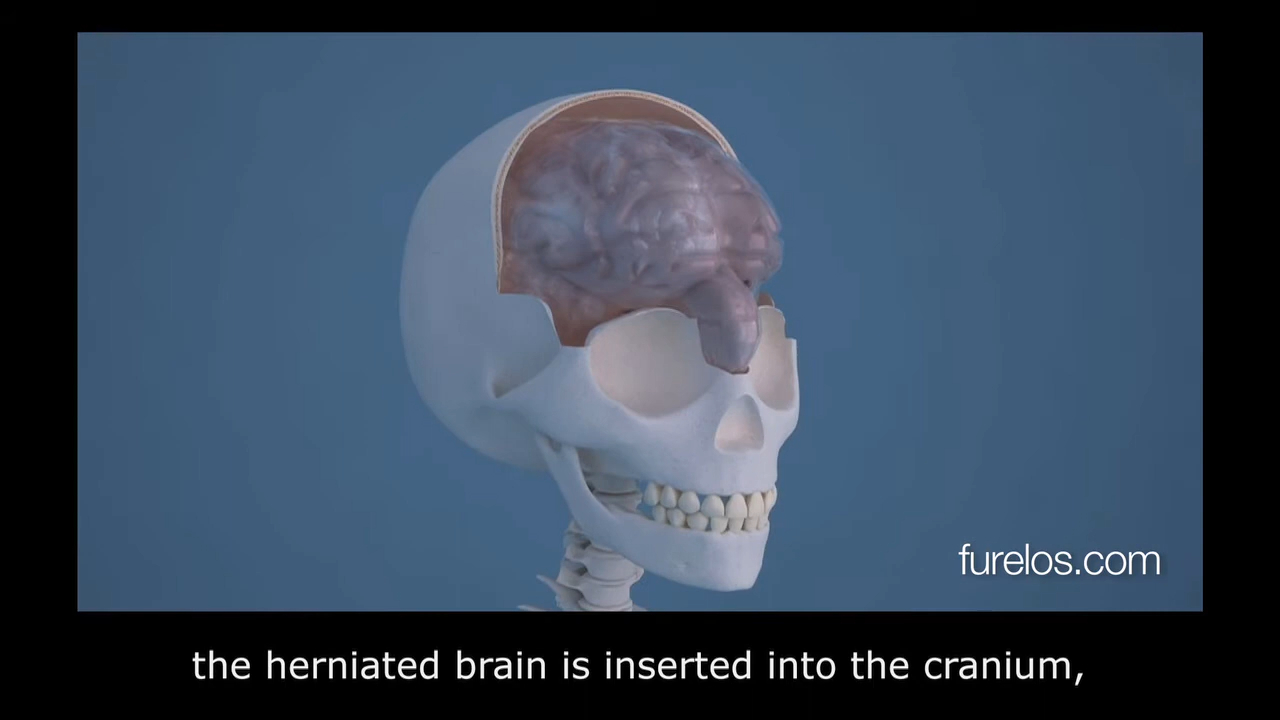 furelos.com
the herniated brain is inserted into the cranium,